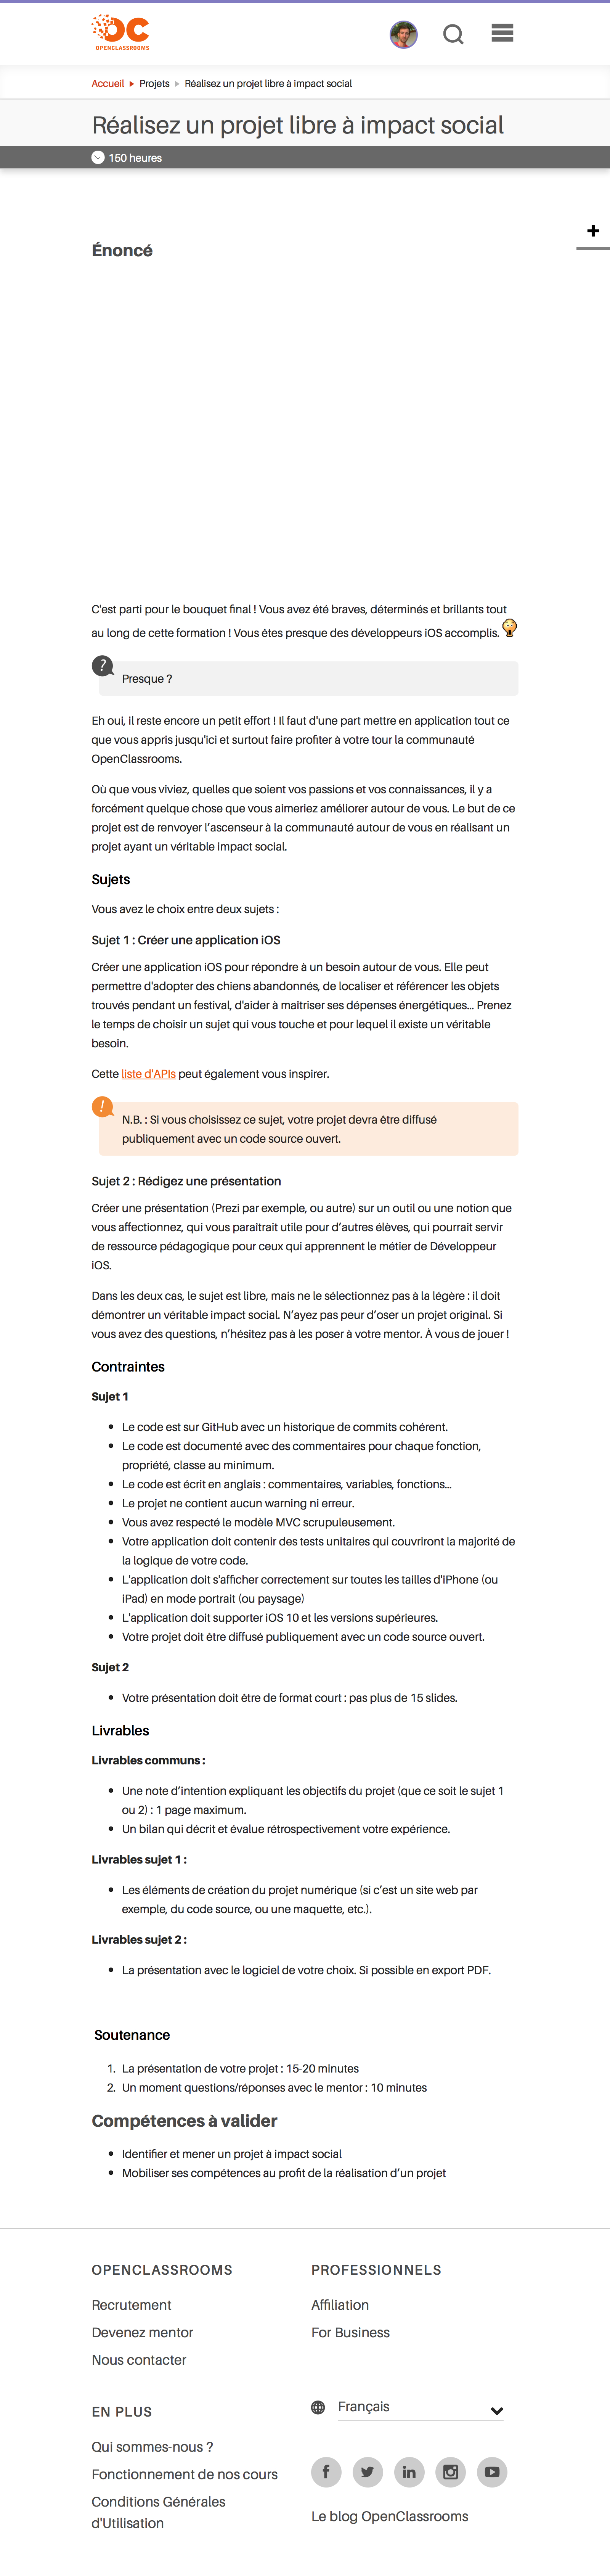 OPENCLASSROOMS
Accueil Projets Réalisez un projet libre à impact social
Réalisez un projet libre à impact social
150 heures
Énoncé
C'est parti pour le bouquet final ! Vous avez été braves, déterminés et brillants tout
au long de cette formation ! Vous êtes presque des développeurs iOS accomplis.
Presque ?
Eh oui, il reste encore un petit effort ! Il faut d'une part mettre en application tout ce
que vous appris jusqu'ici et surtout faire profiter à votre tour la communauté
OpenClassrooms.
Où que vous viviez, quelles que soient vos passions et vos connaissances, il y a
forcément quelque chose que vous aimeriez améliorer autour de vous. Le but de ce
projet est de renvoyer l’ascenseur à la communauté autour de vous en réalisant un
projet ayant un véritable impact social.
Sujets
Vous avez le choix entre deux sujets :
Sujet 1 : Créer une application iOS
Créer une application iOS pour répondre à un besoin autour de vous. Elle peut
permettre d'adopter des chiens abandonnés, de localiser et référencer les objets
trouvés pendant un festival, d'aider à maîtriser ses dépenses énergétiques... Prenez
le temps de choisir un sujet qui vous touche et pour lequel il existe un véritable
besoin.
Cette liste d'APIs peut également vous inspirer.
N.B. : Si vous choisissez ce sujet, votre projet devra être diffusé
publiquement avec un code source ouvert.
Sujet 2 : Rédigez une présentation
Créer une présentation (Prezi par exemple, ou autre) sur un outil ou une notion que
vous affectionnez, qui vous paraîtrait utile pour d’autres élèves, qui pourrait servir
de ressource pédagogique pour ceux qui apprennent le métier de Développeur
iOS.
Dans les deux cas, le sujet est libre, mais ne le sélectionnez pas à la légère : il doit
démontrer un véritable impact social. N’ayez pas peur d’oser un projet original. Si
vous avez des questions, n’hésitez pas à les poser à votre mentor. À vous de jouer !
Contraintes
Sujet 1
Le code est sur GitHub avec un historique de commits cohérent.
Le code est documenté avec des commentaires pour chaque fonction,
propriété, classe au minimum.
Le code est écrit en anglais : commentaires, variables, fonctions...
Le projet ne contient aucun warning ni erreur.
Vous avez respecté le modèle MVC scrupuleusement.
Votre application doit contenir des tests unitaires qui couvriront la majorité de
la logique de votre code.
L'application doit s'afficher correctement sur toutes les tailles d'iPhone (ou
iPad) en mode portrait (ou paysage)
L'application doit supporter iOS 10 et les versions supérieures.
Votre projet doit être diffusé publiquement avec un code source ouvert.
Sujet 2
Votre présentation doit être de format court : pas plus de 15 slides.
Livrables
Livrables communs :
Une note d’intention expliquant les objectifs du projet (que ce soit le sujet 1
ou 2) : 1 page maximum.
Un bilan qui décrit et évalue rétrospectivement votre expérience.
Livrables sujet 1 :
Les éléments de création du projet numérique (si c’est un site web par
exemple, du code source, ou une maquette, etc.).
Livrables sujet 2 :
La présentation avec le logiciel de votre choix. Si possible en export PDF.
Soutenance
1. La présentation de votre projet : 15-20 minutes
2. Un moment questions/réponses avec le mentor : 10 minutes
Compétences à valider
Identifier et mener un projet à impact social
Mobiliser ses compétences au profit de la réalisation d’un projet
OPENCLASSROOMS
Recrutement
Devenez mentor
Nous contacter
PROFESSIONNELS
Affiliation
For Business
EN PLUS
Qui sommes-nous ?
Fonctionnement de nos cours
Conditions Générales
d'Utilisation
Français
Le blog OpenClassrooms